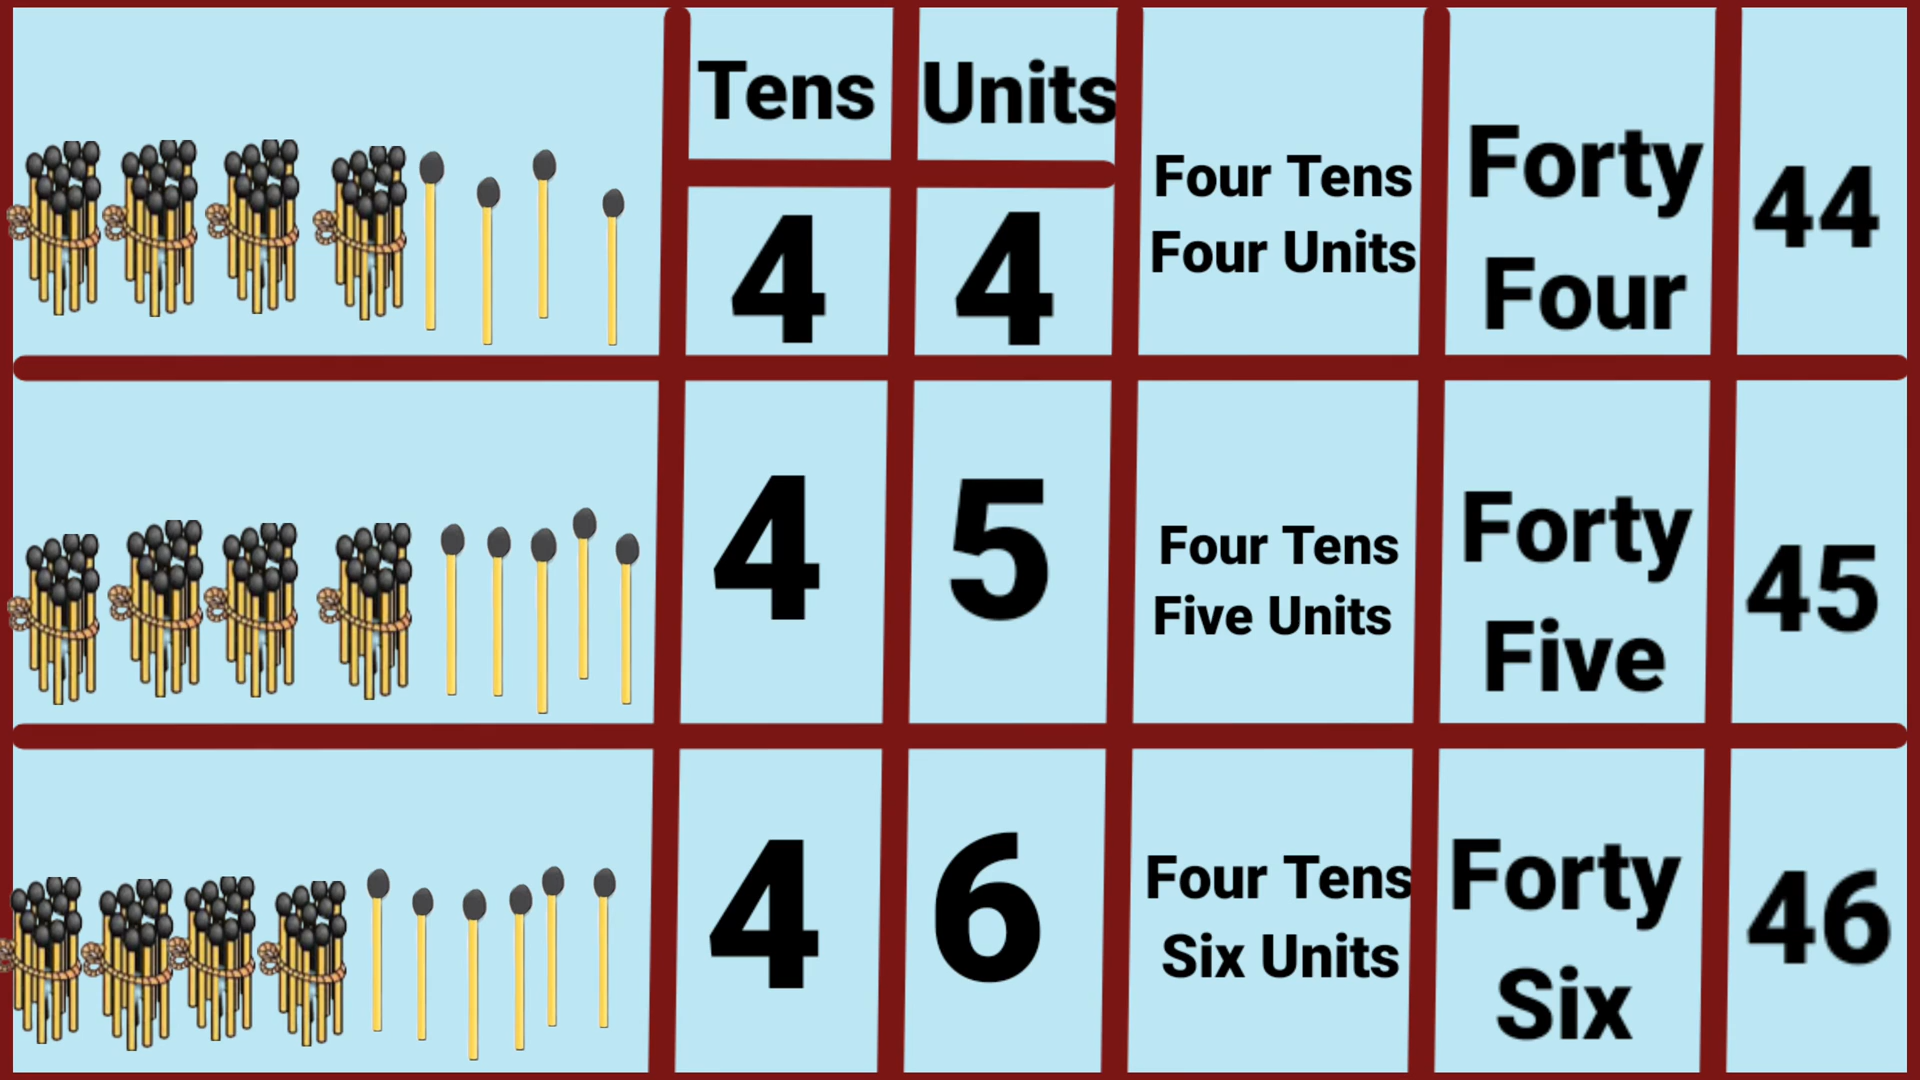 Tens Units
4 4 Four Tens Forty 44
Four Units Four
4 5 Four Tens Forty 45
Five Units Five
4 6 Four Tens Forty 46
Six Units Six